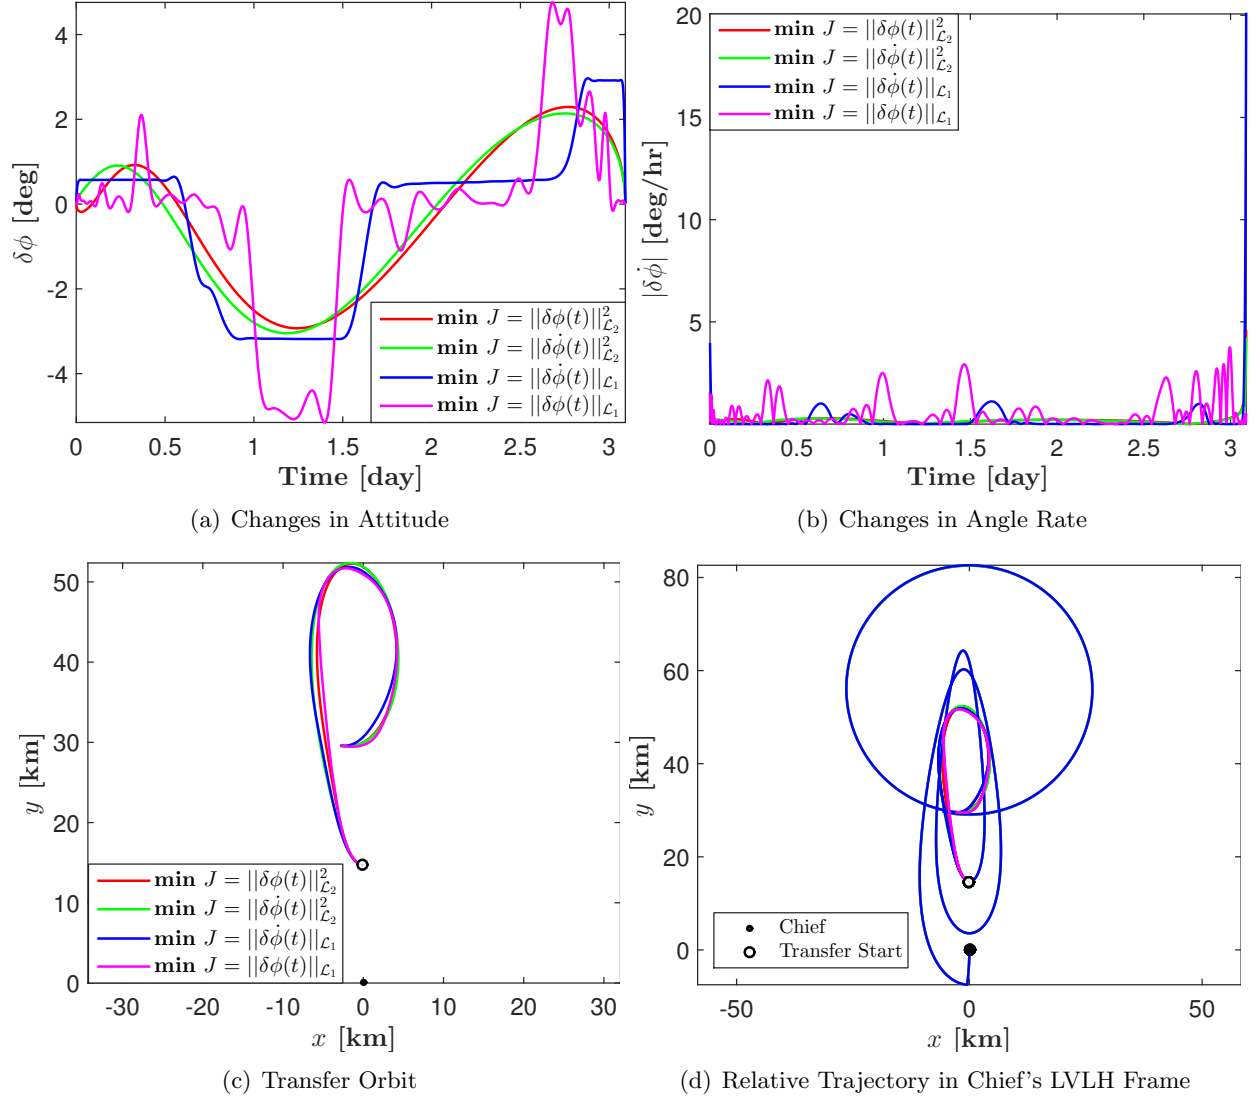 4
2
0
-2
-4
δϕ [deg]
0 0.5 1 1.5 2 2.5 3
Time [day]
min J = ||δϕ(t)||²_{L₂}
min J = ||δϕ̇(t)||²_{L₂}
min J = ||δϕ̇(t)||_{L₁}
min J = ||δϕ(t)||_{L₁}
(a) Changes in Attitude
20
15
10
5
|δϕ̇| [deg/hr]
0 0.5 1 1.5 2 2.5 3
Time [day]
min J = ||δϕ(t)||²_{L₂}
min J = ||δϕ̇(t)||²_{L₂}
min J = ||δϕ̇(t)||_{L₁}
min J = ||δϕ(t)||_{L₁}
(b) Changes in Angle Rate
50
40
30
20
10
0
y [km]
-30 -20 -10 0 10 20 30
x [km]
min J = ||δϕ(t)||²_{L₂}
min J = ||δϕ̇(t)||²_{L₂}
min J = ||δϕ̇(t)||_{L₁}
min J = ||δϕ(t)||_{L₁}
(c) Transfer Orbit
80
60
40
20
0
y [km]
-50 0 50
x [km]
Chief
Transfer Start
(d) Relative Trajectory in Chief's LVLH Frame